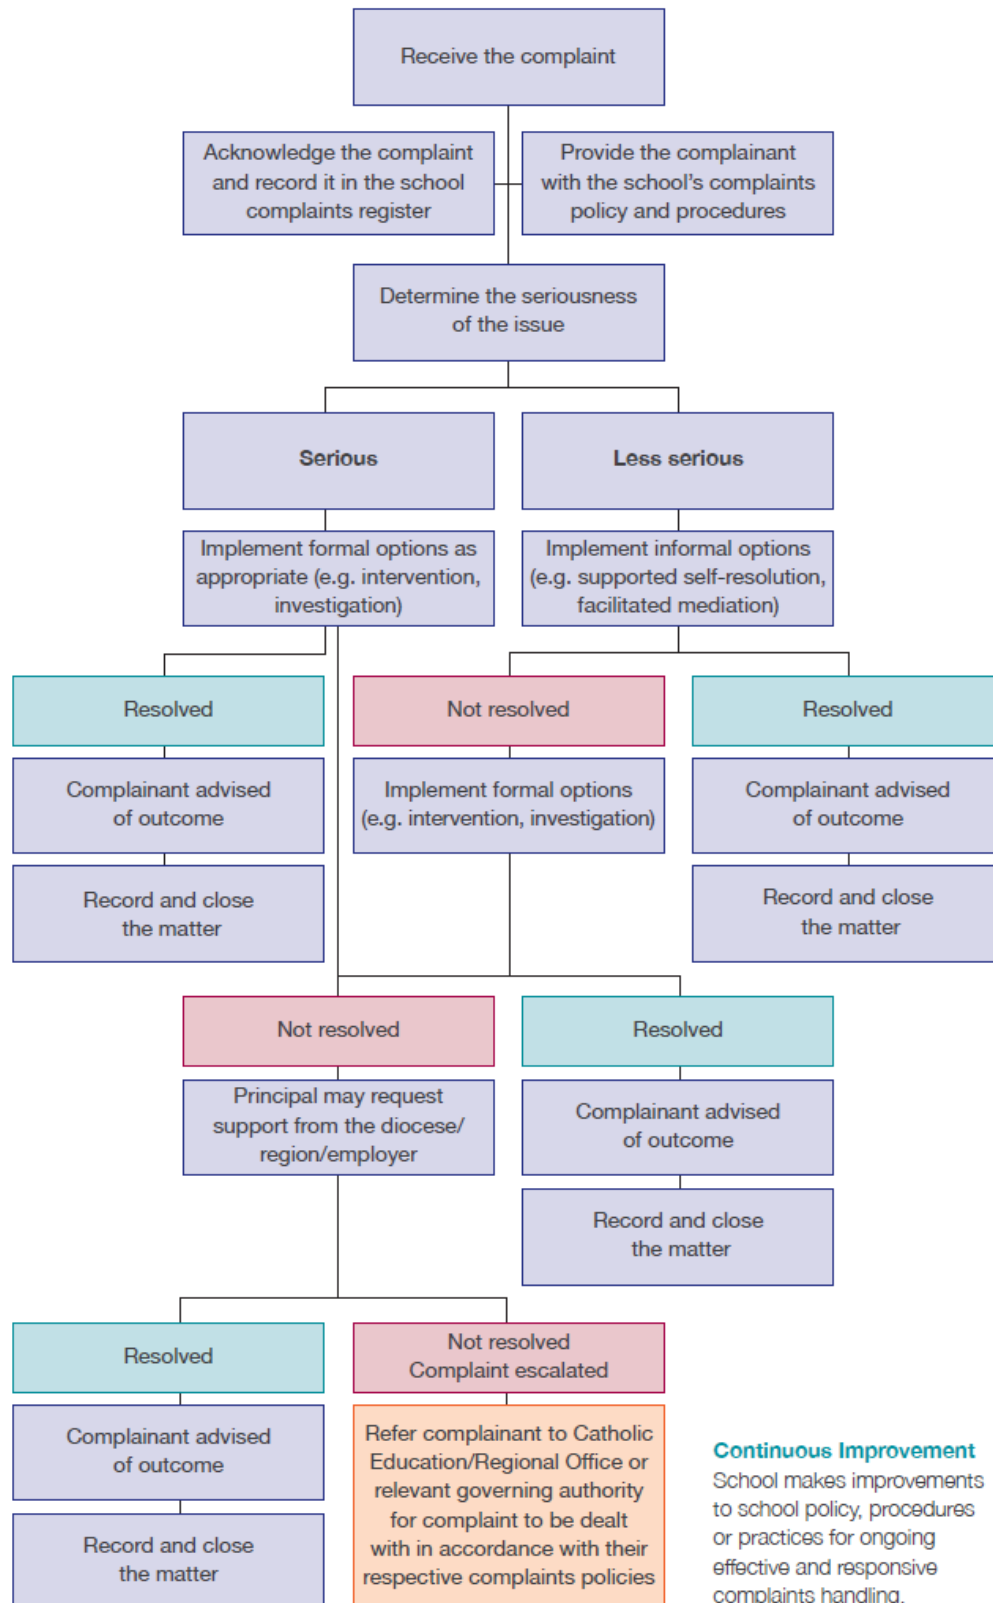 Receive the complaint
Acknowledge the complaint
and record it in the school
complaints register
Provide the complainant
with the school's complaints
policy and procedures
Determine the seriousness
of the issue
Serious
Less serious
Implement formal options as
appropriate (e.g. intervention,
investigation)
Implement informal options
(e.g. supported self-resolution,
facilitated mediation)
Resolved
Not resolved
Resolved
Complainant advised
of outcome
Implement formal options
(e.g. intervention, investigation)
Complainant advised
of outcome
Record and close
the matter
Record and close
the matter
Not resolved
Resolved
Principal may request
support from the diocese/
region/employer
Complainant advised
of outcome
Record and close
the matter
Resolved
Not resolved
Complaint escalated
Complainant advised
of outcome
Refer complainant to Catholic
Education/Regional Office or
relevant governing authority
for complaint to be dealt
with in accordance with their
respective complaints policies
Record and close
the matter
Continuous Improvement
School makes improvements
to school policy, procedures
or practices for ongoing
effective and responsive
complaints handling.